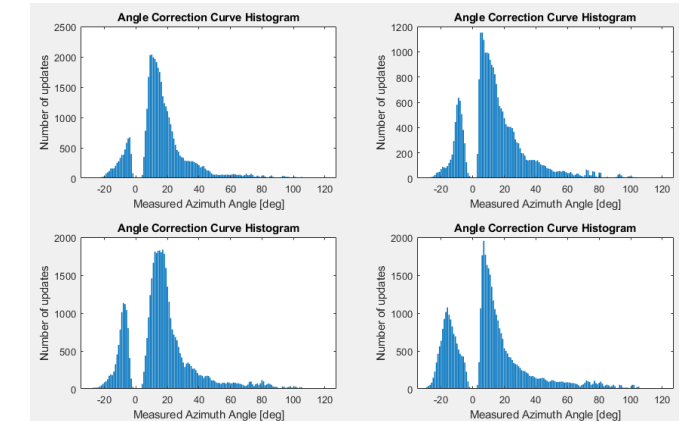 Angle Correction Curve Histogram
Number of updates
2500
2000
1500
1000
500
0
-20 0 20 40 60 80 100 120
Measured Azimuth Angle [deg]
Angle Correction Curve Histogram
Number of updates
1200
1000
800
600
400
200
0
-20 0 20 40 60 80 100 120
Measured Azimuth Angle [deg]
Angle Correction Curve Histogram
Number of updates
2000
1500
1000
500
0
-20 0 20 40 60 80 100 120
Measured Azimuth Angle [deg]
Angle Correction Curve Histogram
Number of updates
2000
1500
1000
500
0
-20 0 20 40 60 80 100 120
Measured Azimuth Angle [deg]